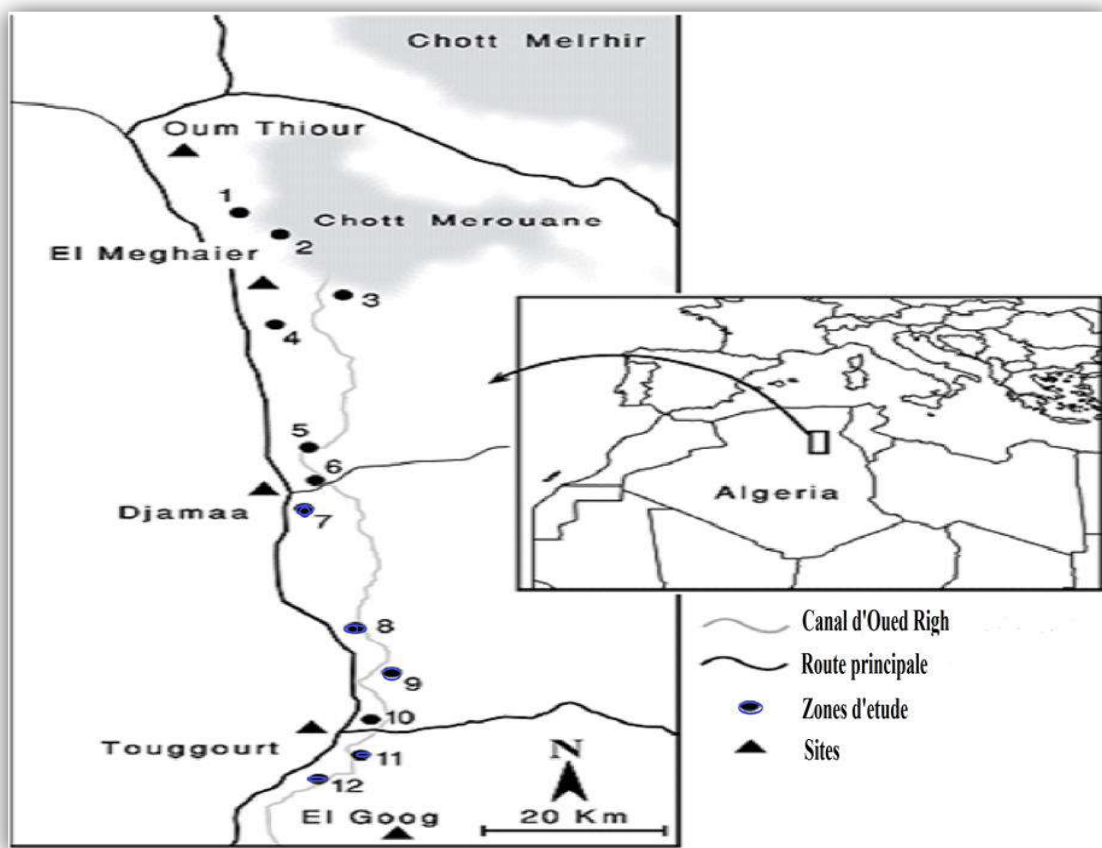 Chott Melrhir
Oum Thiour
1
Chott Merouane
2
El Meghaier
3
4
5
6
Djamaa
7
Algeria
8
Canal d'Oued Righ
Route principale
9
Zones d'etude
10
Touggourt
Sites
N
11
12
El Goog
20 Km